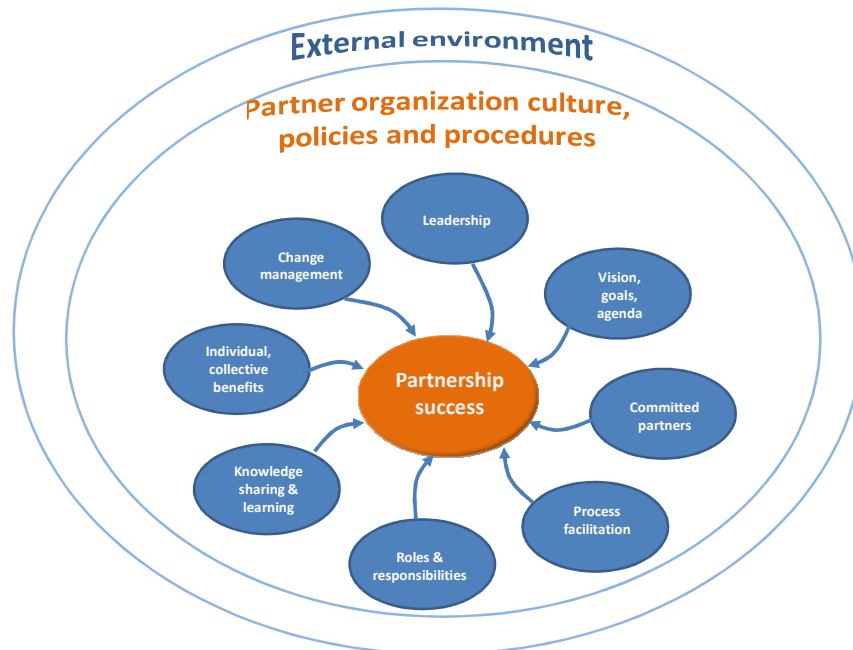 External environment
Partner organization culture,
policies and procedures
Leadership
Change
management
Vision,
goals,
agenda
Individual,
collective
benefits
Partnership
success
Committed
partners
Knowledge
sharing &
learning
Process
facilitation
Roles &
responsibilities